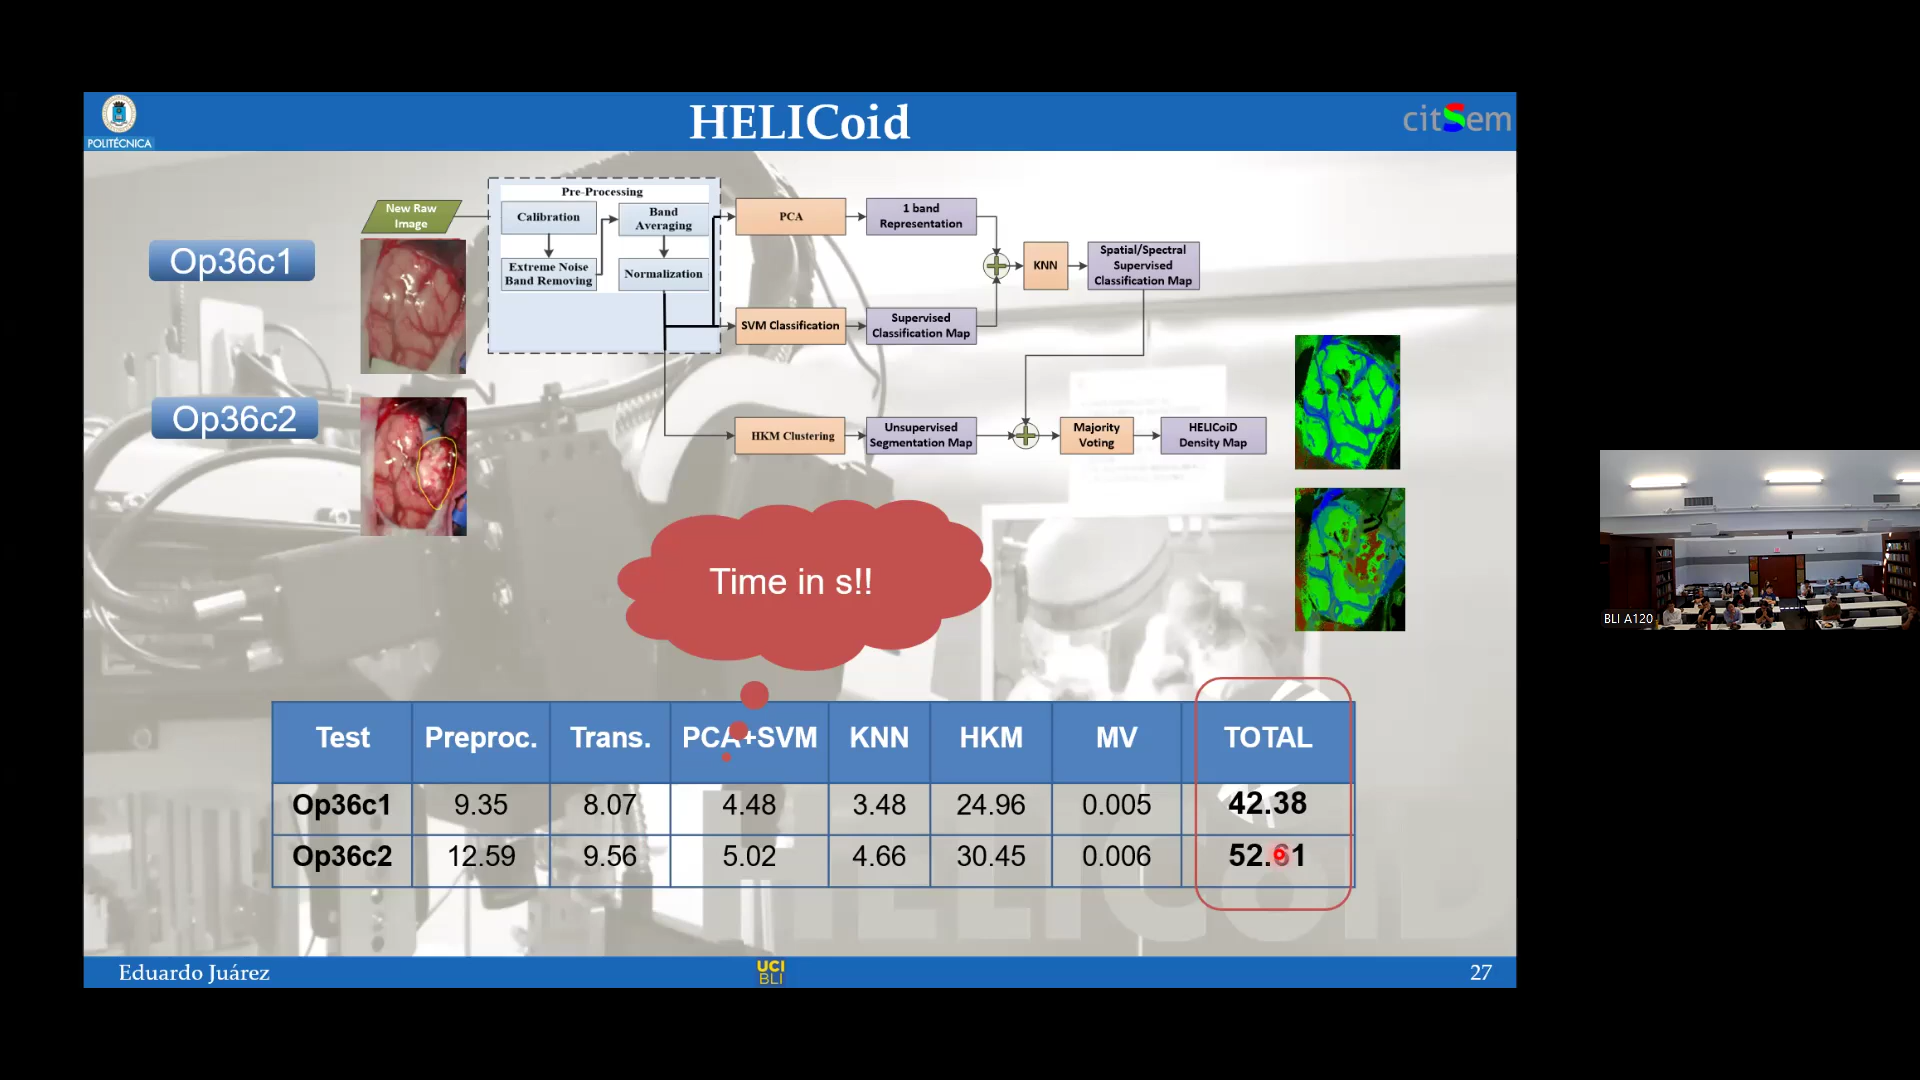 POLITÉCNICA
HELICoid
citSem
New Raw
Image
Pre-Processing
Calibration
Band
Averaging
Extreme Noise
Band Removing
Normalization
PCA
1 band
Representation
KNN
Spatial/Spectral
Supervised
Classification Map
SVM Classification
Supervised
Classification Map
HKM Clustering
Unsupervised
Segmentation Map
Majority
Voting
HELICoiD
Density Map
Op36c1
Op36c2
Time in s!!
Test Preproc. Trans. PCA+SVM KNN HKM MV TOTAL
Op36c1 9.35 8.07 4.48 3.48 24.96 0.005 42.38
Op36c2 12.59 9.56 5.02 4.66 30.45 0.006 52.61
HELICoiD
Eduardo Juárez
UCI
BLI
27
BLI A120